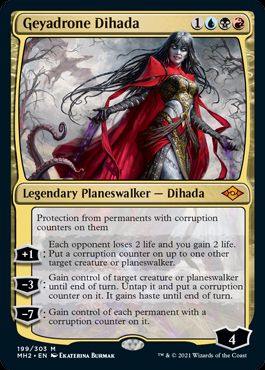 Geyadrone Dihada 1
Legendary Planeswalker — Dihada
Protection from permanents with corruption
counters on them
+1: Each opponent loses 2 life and you gain 2 life.
Put a corruption counter on up to one other
target creature or planeswalker.
−3: Gain control of target creature or planeswalker
until end of turn. Untap it and put a corruption
counter on it. It gains haste until end of turn.
−7: Gain control of each permanent with a
corruption counter on it.
4
199/303 M
MH2 • EN Ekaterina Burmak
™ & © 2021 Wizards of the Coast